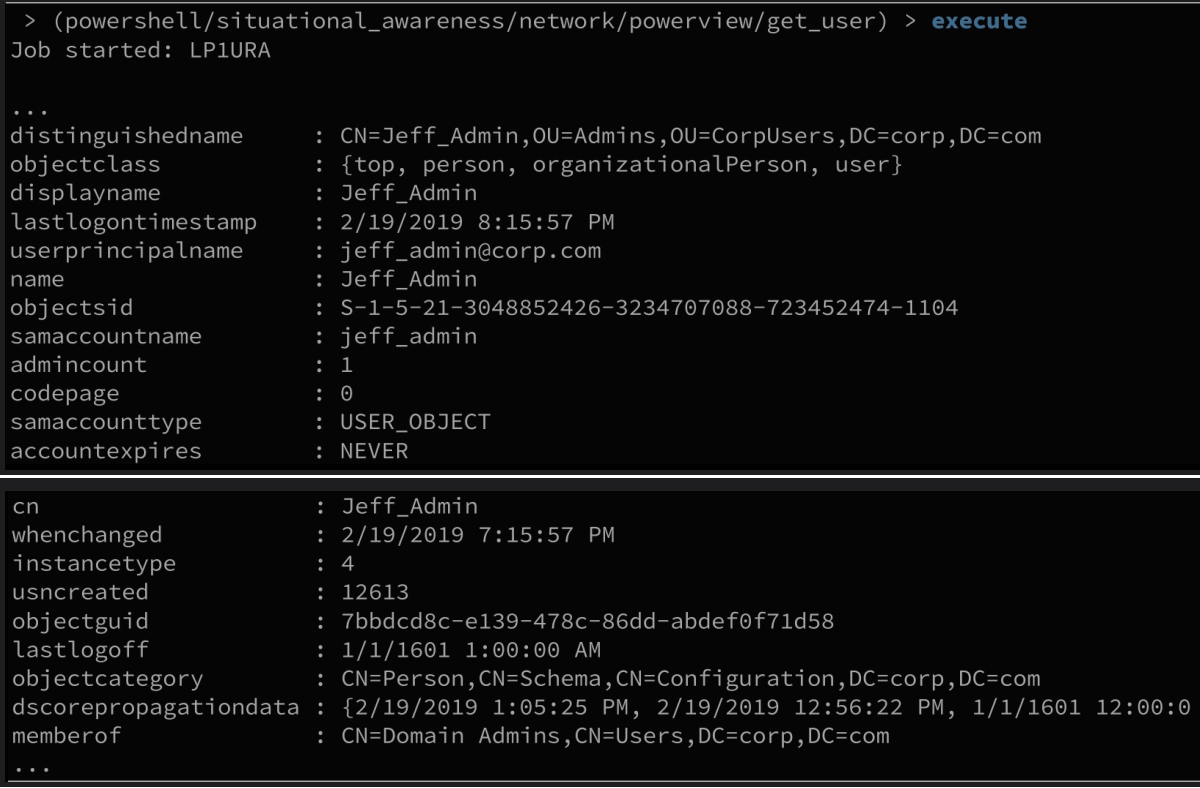 > (powershell/situational_awareness/network/powerview/get_user) > execute
Job started: LP1URA
...
distinguishedname : CN=Jeff_Admin,OU=Admins,OU=CorpUsers,DC=corp,DC=com
objectclass : {top, person, organizationalPerson, user}
displayname : Jeff_Admin
lastlogontimestamp : 2/19/2019 8:15:57 PM
userprincipalname : jeff_admin@corp.com
name : Jeff_Admin
objectsid : S-1-5-21-3048852426-3234707088-723452474-1104
samaccountname : jeff_admin
admincount : 1
codepage : 0
samaccounttype : USER_OBJECT
accountexpires : NEVER
cn : Jeff_Admin
whenchanged : 2/19/2019 7:15:57 PM
instancetype : 4
usncreated : 12613
objectguid : 7bbdcd8c-e139-478c-86dd-abdef0f71d58
lastlogoff : 1/1/1601 1:00:00 AM
objectcategory : CN=Person,CN=Schema,CN=Configuration,DC=corp,DC=com
dscorepropagationdata : {2/19/2019 1:05:25 PM, 2/19/2019 12:56:22 PM, 1/1/1601 12:00:0
memberof : CN=Domain Admins,CN=Users,DC=corp,DC=com
...